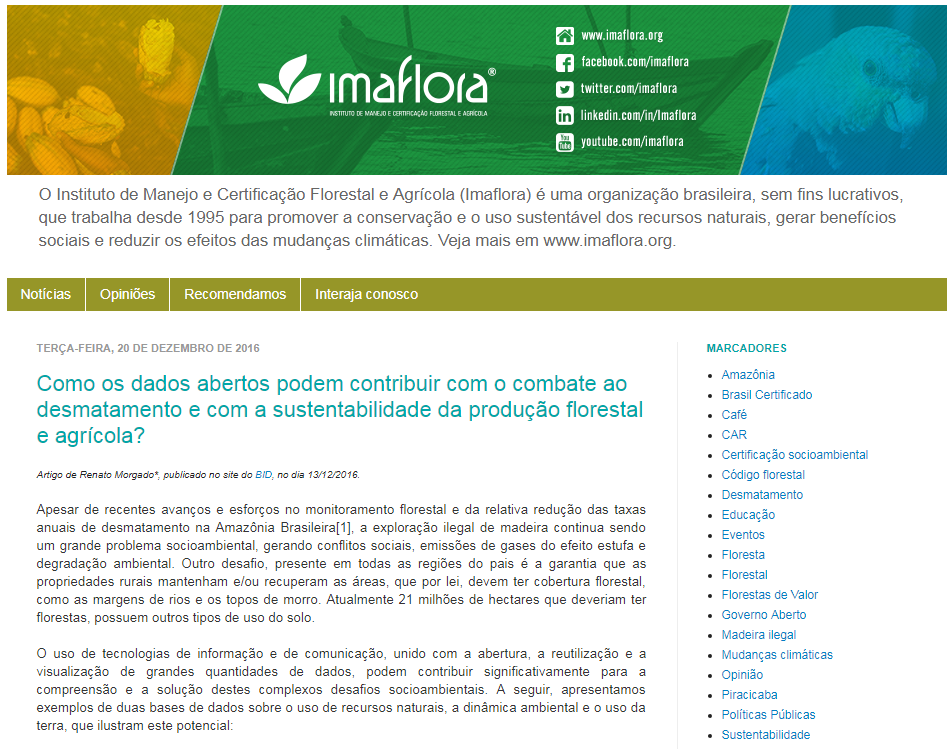 imaflora®
INSTITUTO DE MANEJO E CERTIFICAÇÃO FLORESTAL E AGRÍCOLA
www.imaflora.org
facebook.com/imaflora
twitter.com/imaflora
linkedin.com/in/Imaflora
You Tube
youtube.com/imaflora
O Instituto de Manejo e Certificação Florestal e Agrícola (Imaflora) é uma organização brasileira, sem fins lucrativos,
que trabalha desde 1995 para promover a conservação e o uso sustentável dos recursos naturais, gerar benefícios
sociais e reduzir os efeitos das mudanças climáticas. Veja mais em www.imaflora.org.
Notícias
Opiniões
Recomendamos
Interaja conosco
TERÇA-FEIRA, 20 DE DEZEMBRO DE 2016
Como os dados abertos podem contribuir com o combate ao
desmatamento e com a sustentabilidade da produção florestal
e agrícola?
Artigo de Renato Morgado*, publicado no site do BID, no dia 13/12/2016.
Apesar de recentes avanços e esforços no monitoramento florestal e da relativa redução das taxas
anuais de desmatamento na Amazônia Brasileira[1], a exploração ilegal de madeira continua sendo
um grande problema socioambiental, gerando conflitos sociais, emissões de gases do efeito estufa e
degradação ambiental. Outro desafio, presente em todas as regiões do pais é a garantia que as
propriedades rurais mantenham e/ou recuperam as áreas, que por lei, devem ter cobertura florestal,
como as margens de rios e os topos de morro. Atualmente 21 milhões de hectares que deveriam ter
florestas, possuem outros tipos de uso do solo.
O uso de tecnologias de informação e de comunicação, unido com a abertura, a reutilização e a
visualização de grandes quantidades de dados, podem contribuir significativamente para a
compreensão e a solução destes complexos desafios socioambientais. A seguir, apresentamos
exemplos de duas bases de dados sobre o uso de recursos naturais, a dinâmica ambiental e o uso da
terra, que ilustram este potencial:
MARCADORES
Amazônia
Brasil Certificado
Café
CAR
Certificação socioambiental
Código florestal
Desmatamento
Educação
Eventos
Floresta
Florestal
Florestas de Valor
Governo Aberto
Madeira ilegal
Mudanças climáticas
Opinião
Piracicaba
Políticas Públicas
Sustentabilidade